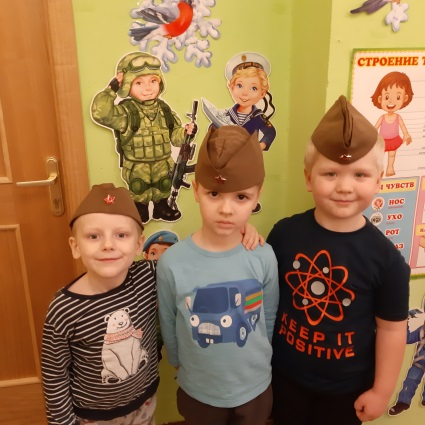 СТРОЕНИЕ Т
НОС
УХО
РОТ
KEEP IT
POSITIVE